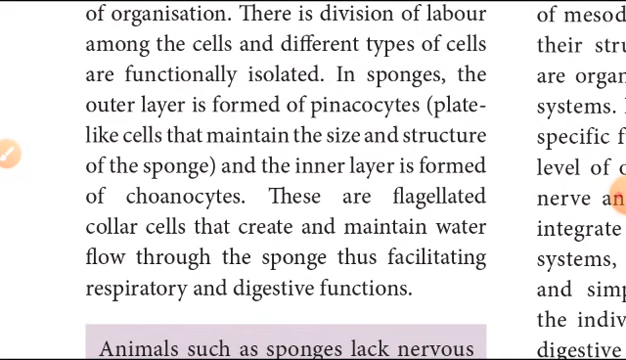 of organisation. There is division of labour
among the cells and different types of cells
are functionally isolated. In sponges, the
outer layer is formed of pinacocytes (plate-
like cells that maintain the size and structure
of the sponge) and the inner layer is formed
of choanocytes. These are flagellated
collar cells that create and maintain water
flow through the sponge thus facilitating
respiratory and digestive functions.
Animals such as sponges lack nervous
of mesod
their stru
are organ
systems.
specific f
level of o
nerve an
integrate
systems,
and simp
the indiv
digestive